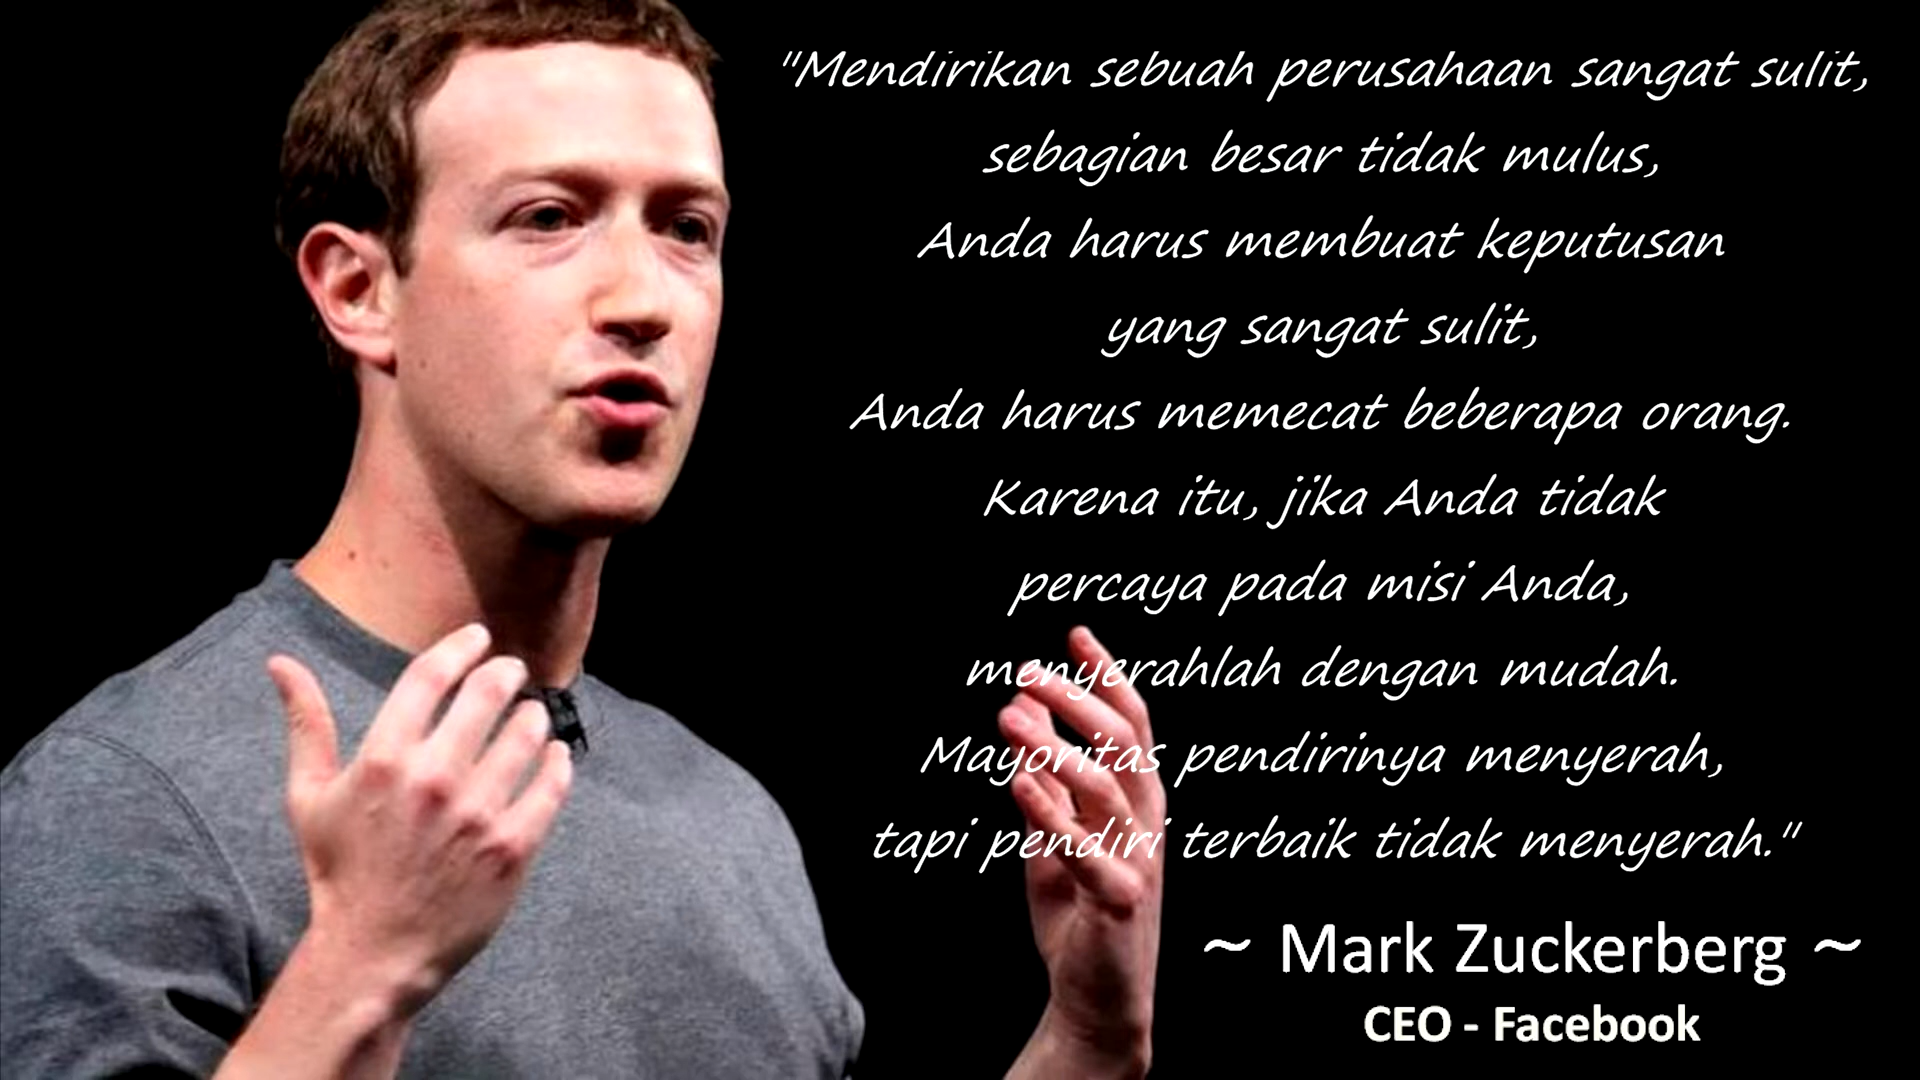 "Mendirikan sebuah perusahaan sangat sulit,
sebagian besar tidak mulus,
Anda harus membuat keputusan
yang sangat sulit,
Anda harus memecat beberapa orang.
Karena itu, jika Anda tidak
percaya pada misi Anda,
menyerahlah dengan mudah.
Mayoritas pendirinya menyerah,
tapi pendiri terbaik tidak menyerah."
~ Mark Zuckerberg ~
CEO - Facebook